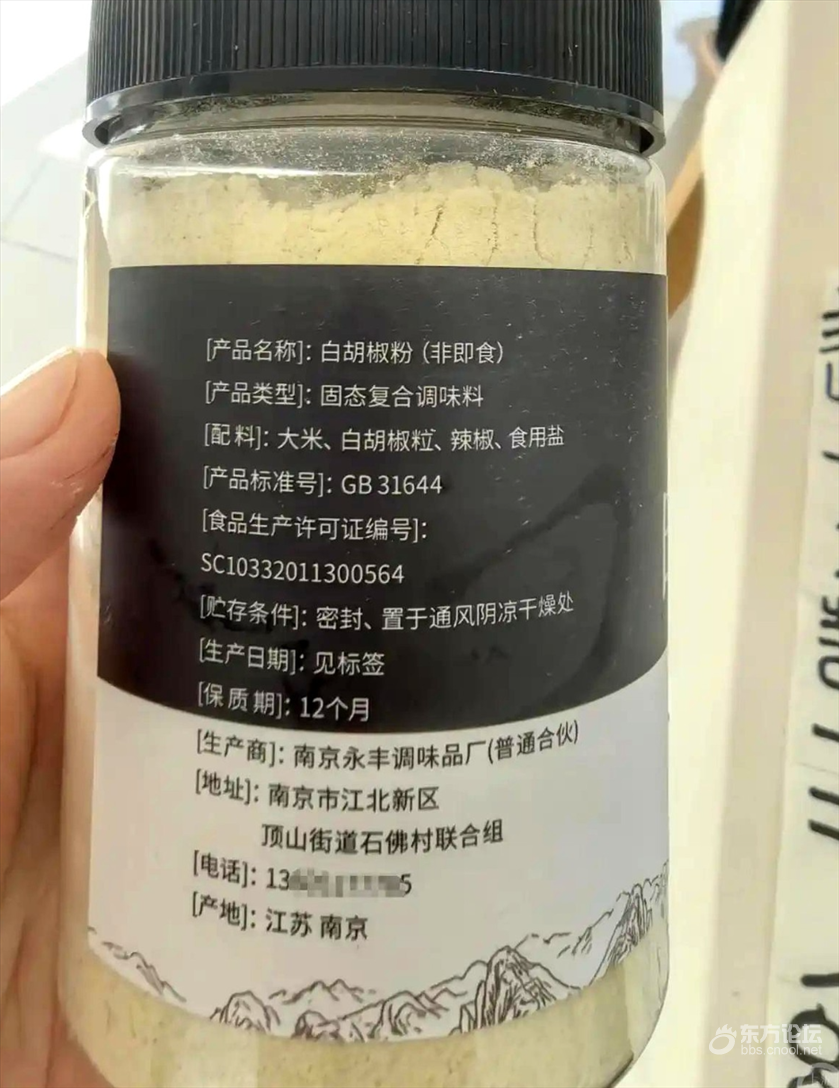 [产品名称]：白胡椒粉（非即食）
[产品类型]：固态复合调味料
[配料]：大米、白胡椒粒、辣椒、食用盐
[产品标准号]：GB 31644
[食品生产许可证编号]：
SC10332011300564
[贮存条件]：密封、置于通风阴凉干燥处
[生产日期]：见标签
[保质期]：12个月
[生产商]：南京永丰调味品厂(普通合伙)
[地址]：南京市江北新区
顶山街道石佛村联合组
[电话]：13 5
[产地]：江苏 南京
东方论坛
bbs.cnool.net